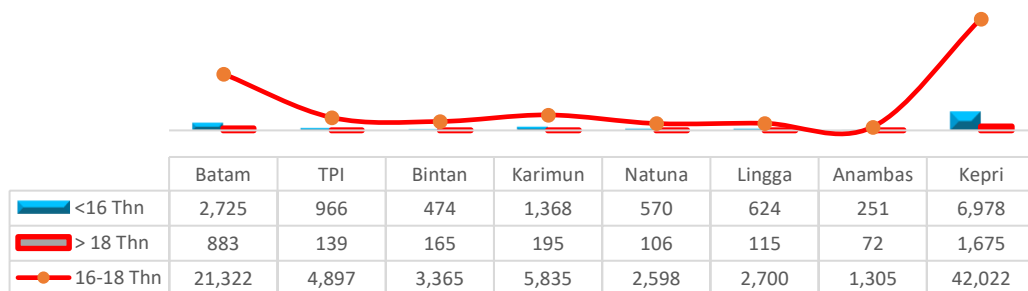 Batam TPI Bintan Karimun Natuna Lingga Anambas Kepri
<16 Thn 2,725 966 474 1,368 570 624 251 6,978
> 18 Thn 883 139 165 195 106 115 72 1,675
16-18 Thn 21,322 4,897 3,365 5,835 2,598 2,700 1,305 42,022